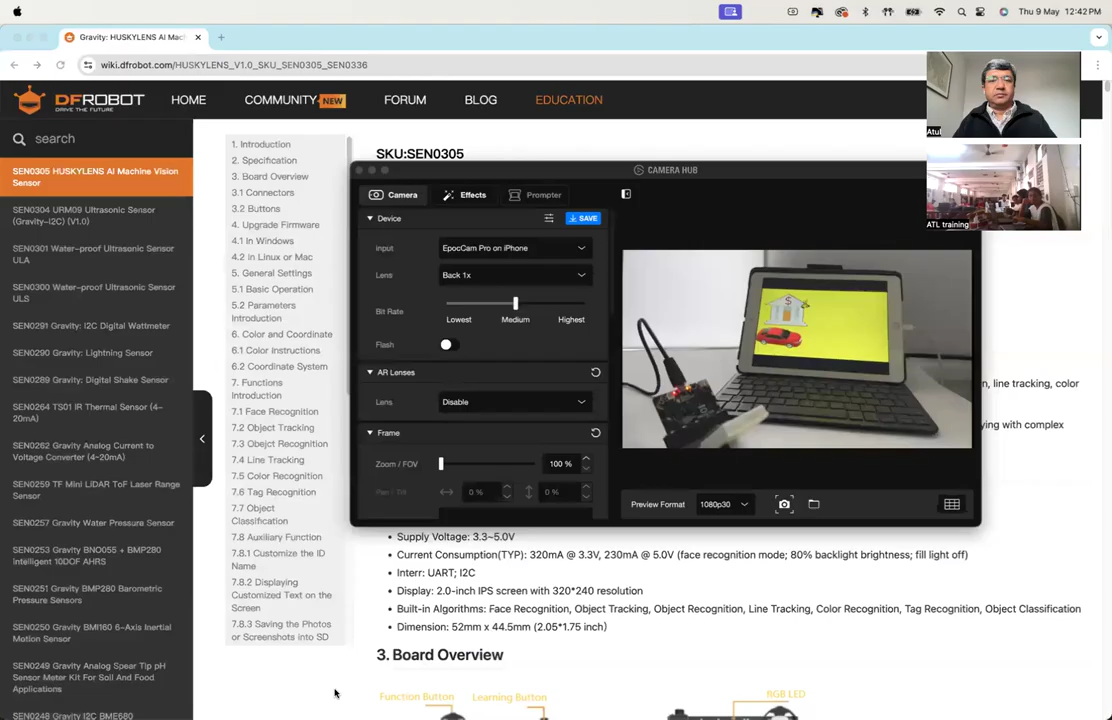 Thu 9 May 12:42 PM
Gravity: HUSKYLENS AI Mac
wiki.dfrobot.com/HUSKYLENS_V1.0_SKU_SEN0305_SEN0336
DFROBOT
DRIVE THE FUTURE
HOME
COMMUNITY NEW
FORUM
BLOG
EDUCATION
search
SEN0305 HUSKYLENS AI Machine Vision
Sensor
SEN0304 URM09 Ultrasonic Sensor
(Gravity-I2C) (V1.0)
SEN0301 Water-proof Ultrasonic Sensor
ULA
SEN0300 Water-proof Ultrasonic Sensor
ULS
SEN0291 Gravity: I2C Digital Wattmeter
SEN0290 Gravity: Lightning Sensor
SEN0289 Gravity: Digital Shake Sensor
SEN0264 TS01 IR Thermal Sensor (4-
20mA)
SEN0262 Gravity Analog Current to
Voltage Converter (4-20mA)
SEN0259 TF Mini LiDAR ToF Laser Range
Sensor
SEN0257 Gravity Water Pressure Sensor
SEN0253 Gravity BNO055 + BMP280
Intelligent 10DOF AHRS
SEN0251 Gravity BMP280 Barometric
Pressure Sensors
SEN0250 Gravity BMI160 6-Axis Inertial
Motion Sensor
SEN0249 Gravity Analog Spear Tip pH
Sensor Meter Kit For Soil And Food
Applications
SEN0248 Gravity I2C BME680
1. Introduction
2. Specification
3. Board Overview
3.1 Connectors
3.2 Buttons
4. Upgrade Firmware
4.1 in Windows
4.2 in Linux or Mac
5. General Settings
5.1 Basic Operation
5.2 Parameters
Introduction
6. Color and Coordinate
6.1 Color Instructions
6.2 Coordinate System
7. Functions
Introduction
7.1 Face Recognition
7.2 Object Tracking
7.3 Obejct Recognition
7.4 Line Tracking
7.5 Color Recognition
7.6 Tag Recognition
7.7 Object
Classification
7.8 Auxiliary Function
7.8.1 Customize the ID
Name
7.8.2 Displaying
Customized Text on the
Screen
7.8.3 Saving the Photos
or Screenshots into SD
SKU:SEN0305
CAMERA HUB
Camera
Effects
Prompter
Device
SAVE
Input
EpocCam Pro on iPhone
Lens
Back 1x
Bit Rate
Lowest Medium Highest
Flash
AR Lenses
Lens
Disable
Frame
Zoom / FOV
100 %
Pan / Tilt
0 %
0 %
Preview Format
1080p30
Atul
ATL training
n, line tracking, color
ying with complex
Supply Voltage: 3.3~5.0V
Current Consumption(TYP): 320mA @ 3.3V, 230mA @ 5.0V (face recognition mode; 80% backlight brightness; fill light off)
Interr: UART; I2C
Display: 2.0-inch IPS screen with 320*240 resolution
Built-in Algorithms: Face Recognition, Object Tracking, Object Recognition, Line Tracking, Color Recognition, Tag Recognition, Object Classification
Dimension: 52mm x 44.5mm (2.05*1.75 inch)
3. Board Overview
Function Button
Learning Button
RGB LED